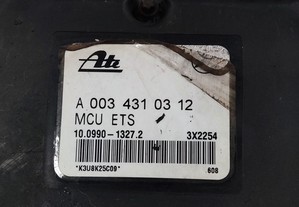 Ate
A 003 431 03 12
MCU ETS
10.0990-1327.2 3X2254
*K3U8K25C09* 608